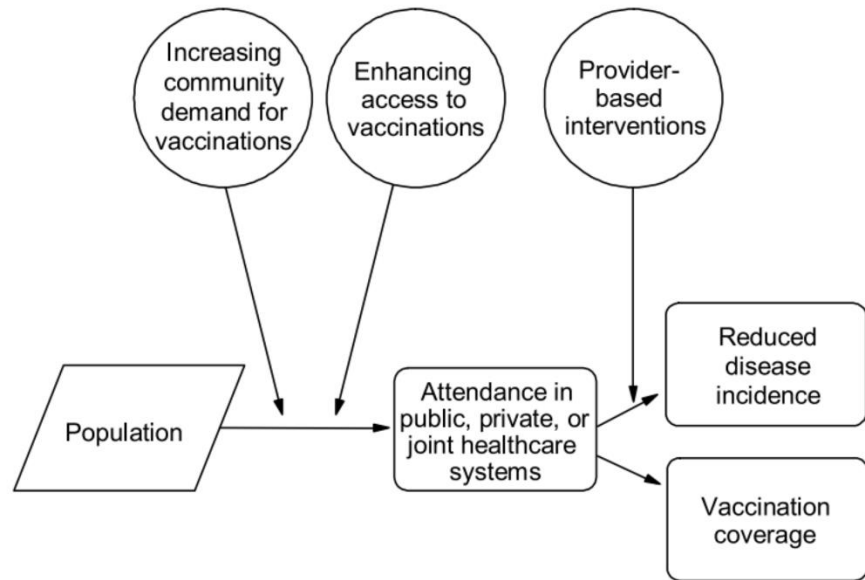 Increasing
community
demand for
vaccinations
Enhancing
access to
vaccinations
Provider-
based
interventions
Population
Attendance in
public, private, or
joint healthcare
systems
Reduced
disease
incidence
Vaccination
coverage